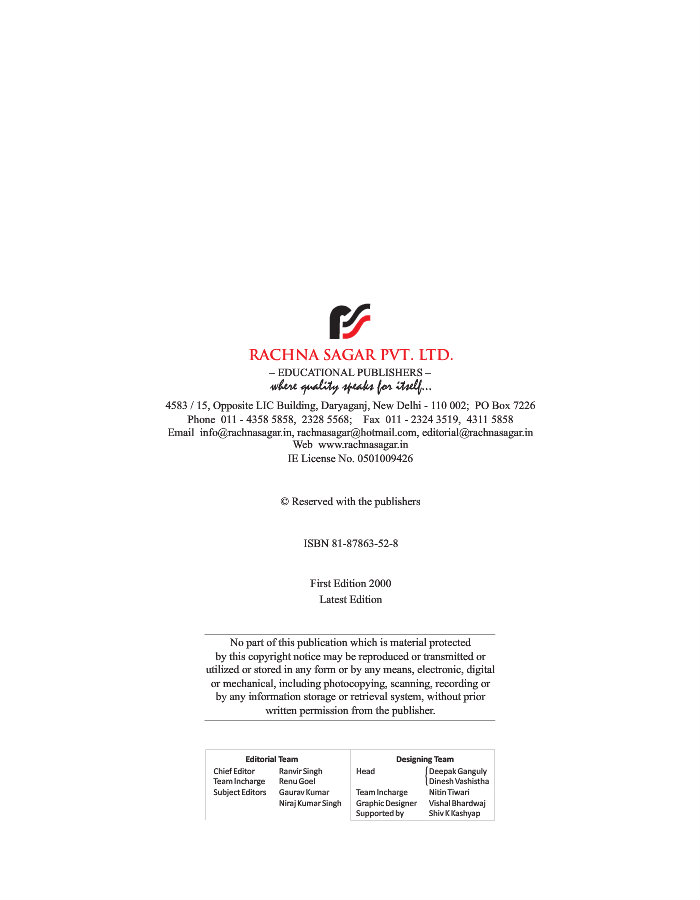 RACHNA SAGAR PVT. LTD.
– EDUCATIONAL PUBLISHERS –
where quality speaks for itself...
4583 / 15, Opposite LIC Building, Daryaganj, New Delhi - 110 002; PO Box 7226
Phone 011 - 4358 5858, 2328 5568; Fax 011 - 2324 3519, 4311 5858
Email info@rachnasagar.in, rachnasagar@hotmail.com, editorial@rachnasagar.in
Web www.rachnasagar.in
IE License No. 0501009426
© Reserved with the publishers
ISBN 81-87863-52-8
First Edition 2000
Latest Edition
No part of this publication which is material protected
by this copyright notice may be reproduced or transmitted or
utilized or stored in any form or by any means, electronic, digital
or mechanical, including photocopying, scanning, recording or
by any information storage or retrieval system, without prior
written permission from the publisher.
Editorial Team
Chief Editor Ranvir Singh
Team Incharge Renu Goel
Subject Editors Gaurav Kumar
Niraj Kumar Singh
Designing Team
Head Deepak Ganguly
Dinesh Vashistha
Team Incharge Nitin Tiwari
Graphic Designer Vishal Bhardwaj
Supported by Shiv K Kashyap